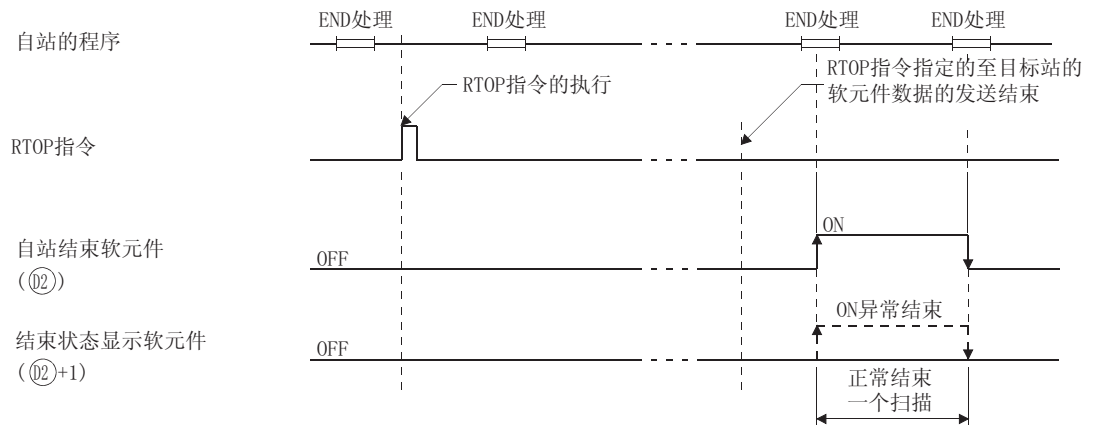 END处理
END处理
END处理
END处理
自站的程序
RTOP指令的执行
RTOP指令指定的至目标站的
软元件数据的发送结束
RTOP指令
ON
自站结束软元件
(D2)
OFF
ON异常结束
结束状态显示软元件
(D2+1)
OFF
正常结束
一个扫描